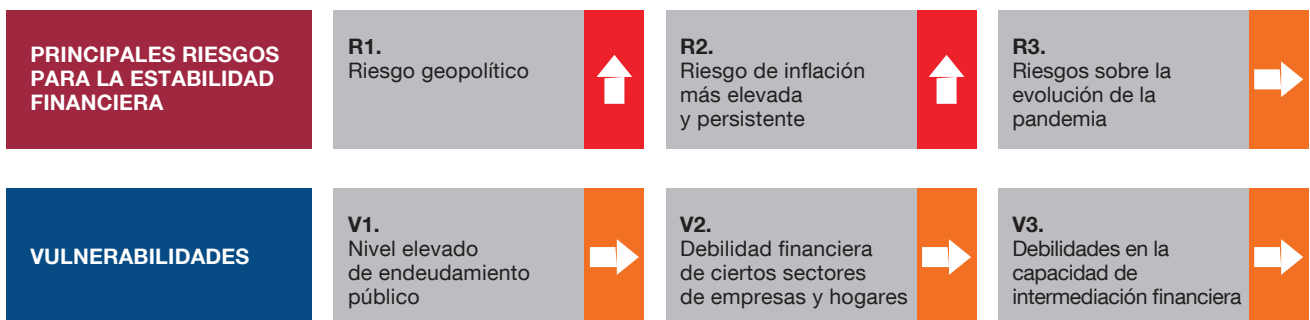 PRINCIPALES RIESGOS
PARA LA ESTABILIDAD
FINANCIERA
R1.
Riesgo geopolítico
R2.
Riesgo de inflación
más elevada
y persistente
R3.
Riesgos sobre la
evolución de la
pandemia
VULNERABILIDADES
V1.
Nivel elevado
de endeudamiento
público
V2.
Debilidad financiera
de ciertos sectores
de empresas y hogares
V3.
Debilidades en la
capacidad de
intermediación financiera